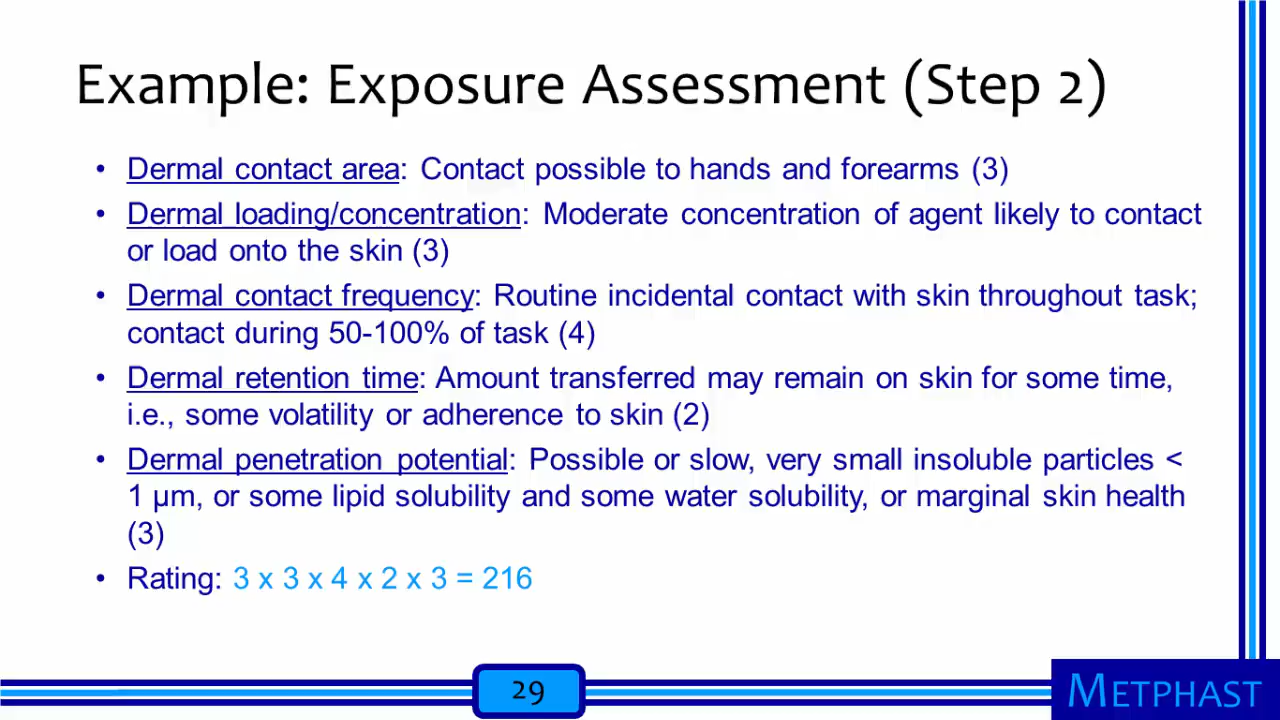 Example: Exposure Assessment (Step 2)
• Dermal contact area: Contact possible to hands and forearms (3)
• Dermal loading/concentration: Moderate concentration of agent likely to contact
or load onto the skin (3)
• Dermal contact frequency: Routine incidental contact with skin throughout task;
contact during 50-100% of task (4)
• Dermal retention time: Amount transferred may remain on skin for some time,
i.e., some volatility or adherence to skin (2)
• Dermal penetration potential: Possible or slow, very small insoluble particles <
1 µm, or some lipid solubility and some water solubility, or marginal skin health
(3)
• Rating: 3 x 3 x 4 x 2 x 3 = 216
29
METPHAST